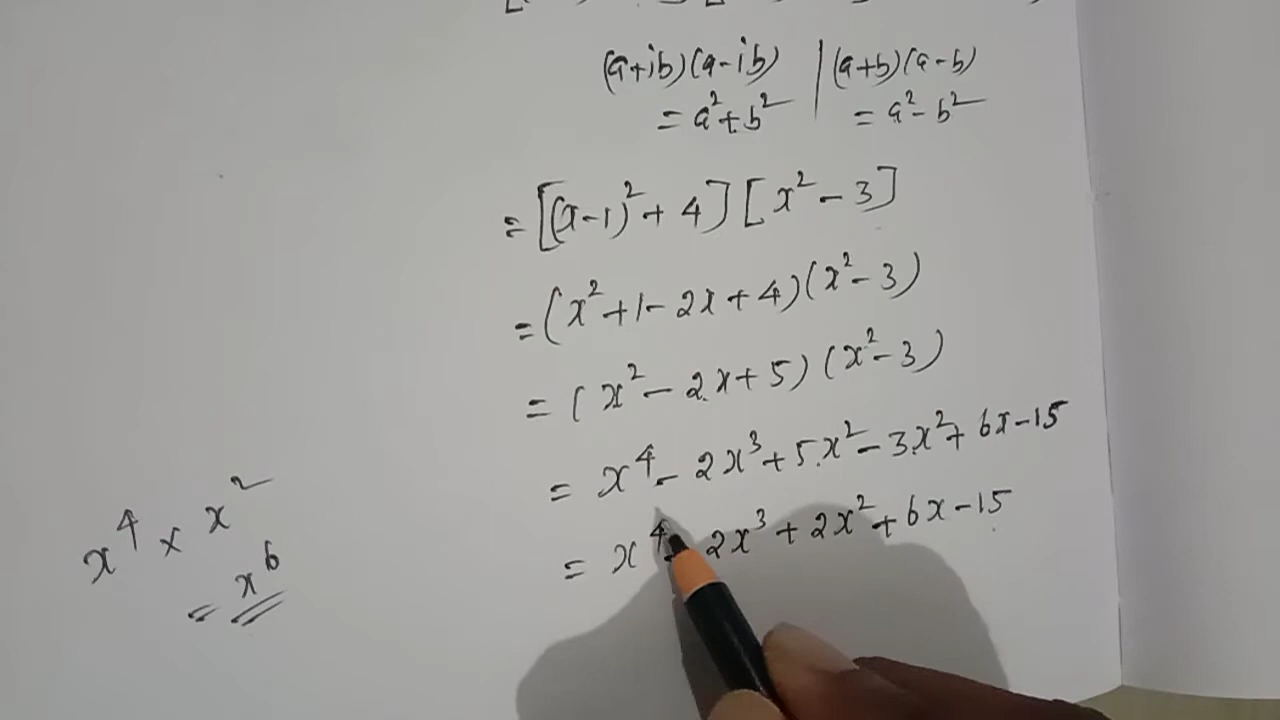 (a+ib)(a-ib) | (a+b)(a-b)
= a²+b² | = a²-b²
= [(x-1)²+4][x²-3]
= (x²+1-2x+4)(x²-3)
= (x²-2x+5)(x²-3)
= x⁴-2x³+5x²-3x²+6x-15
= x⁴-2x³+2x²+6x-15
x⁴ × x²
= x⁶